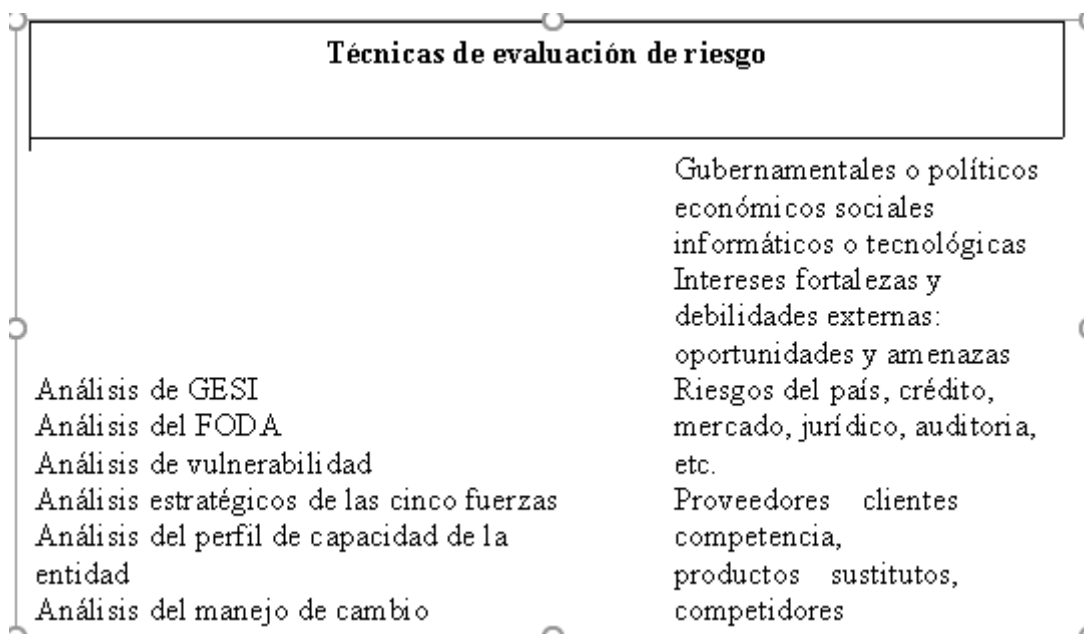 Técnicas de evaluación de riesgo
Análisis de GESI
Análisis del FODA
Análisis de vulnerabilidad
Análisis estratégicos de las cinco fuerzas
Análisis del perfil de capacidad de la
entidad
Análisis del manejo de cambio
Gubernamentales o políticos
económicos sociales
informáticos o tecnológicas
Intereses fortalezas y
debilidades externas:
oportunidades y amenazas
Riesgos del país, crédito,
mercado, jurídico, auditoria,
etc.
Proveedores clientes
competencia,
productos sustitutos,
competidores